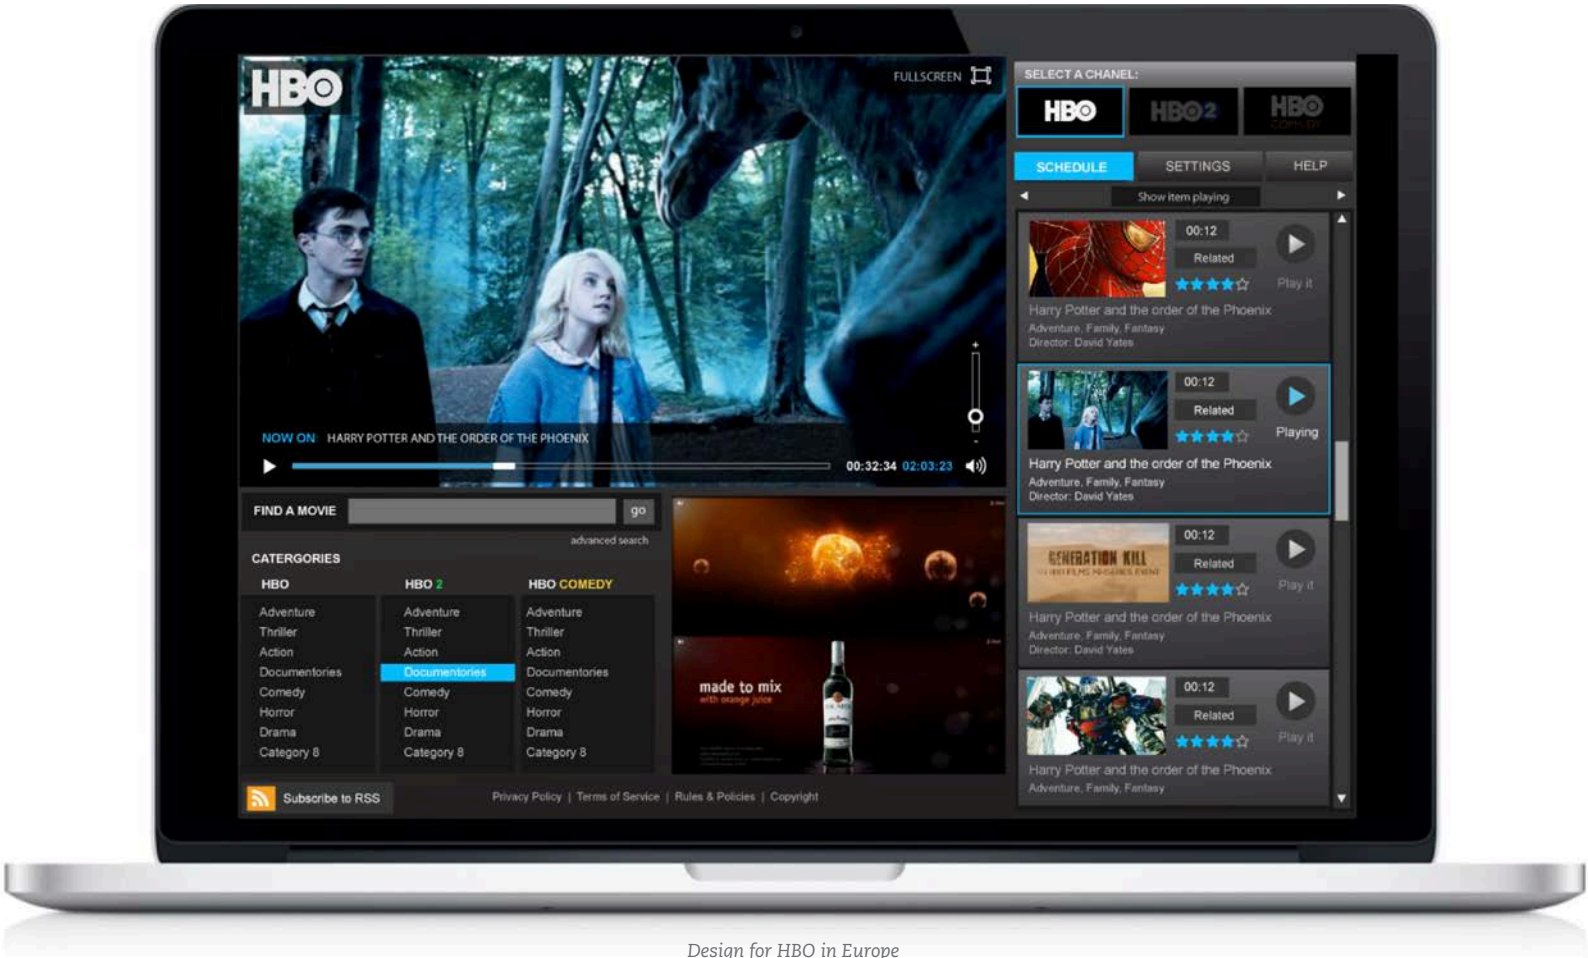 HBO
FULLSCREEN
NOW ON: HARRY POTTER AND THE ORDER OF THE PHOENIX
00:32:34 02:03:23
SELECT A CHANEL:
HBO HBO2 HBO COMEDY
SCHEDULE SETTINGS HELP
Show item playing
00:12
Related
Play it
Harry Potter and the order of the Phoenix
Adventure, Family, Fantasy
Director: David Yates
00:12
Related
Playing
Harry Potter and the order of the Phoenix
Adventure, Family, Fantasy
Director: David Yates
GENERATION KILL
00:12
Related
Play it
Harry Potter and the order of the Phoenix
Adventure, Family, Fantasy
Director: David Yates
00:12
Related
Play it
Harry Potter and the order of the Phoenix
Adventure, Family, Fantasy
FIND A MOVIE go
advanced search
CATERGORIES
HBO HBO 2 HBO COMEDY
Adventure Adventure Adventure
Thriller Thriller Thriller
Action Action Action
Documentories Documentories Documentories
Comedy Comedy Comedy
Horror Horror Horror
Drama Drama Drama
Category 8 Category 8 Category 8
made to mix
with orange juice
Subscribe to RSS
Privacy Policy | Terms of Service | Rules & Policies | Copyright
Design for HBO in Europe